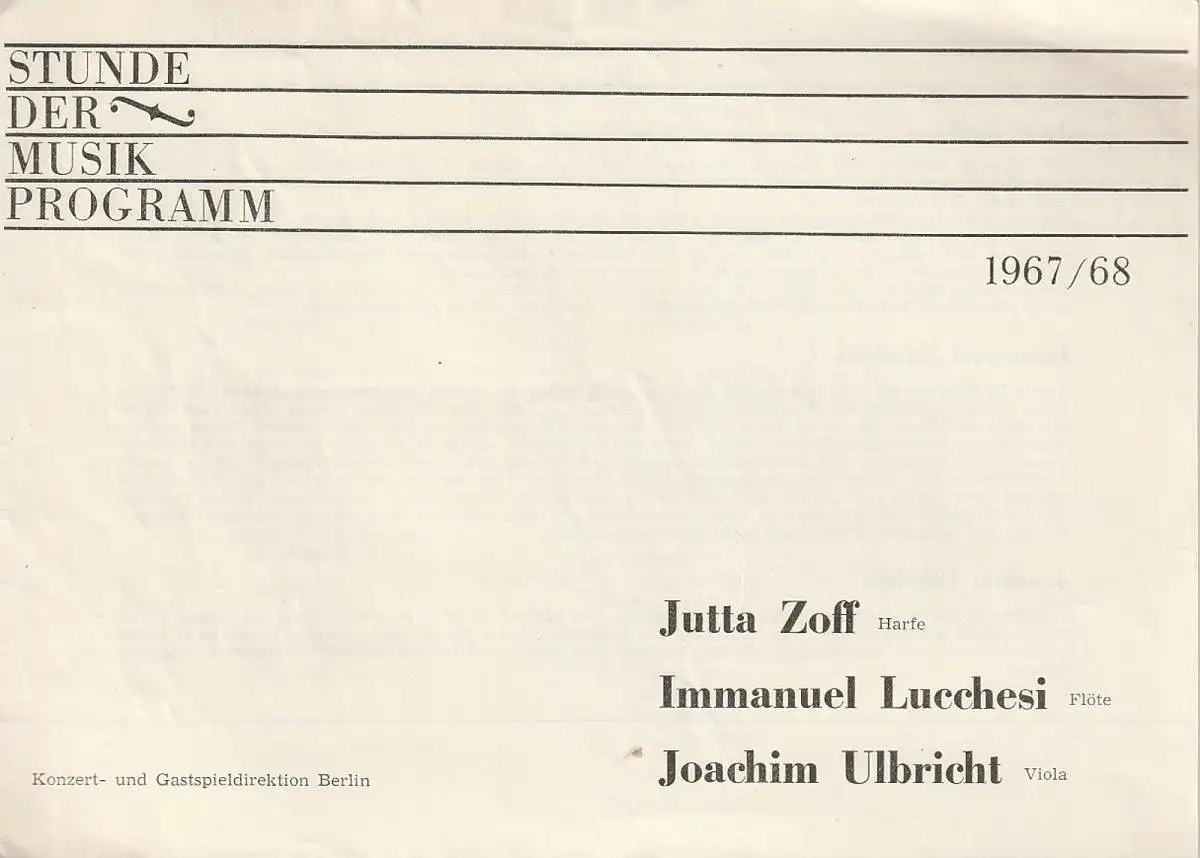 STUNDE
DER
MUSIK
PROGRAMM
1967/68
Jutta Zoff Harfe
Immanuel Lucchesi Flöte
Joachim Ulbricht Viola
Konzert- und Gastspieldirektion Berlin